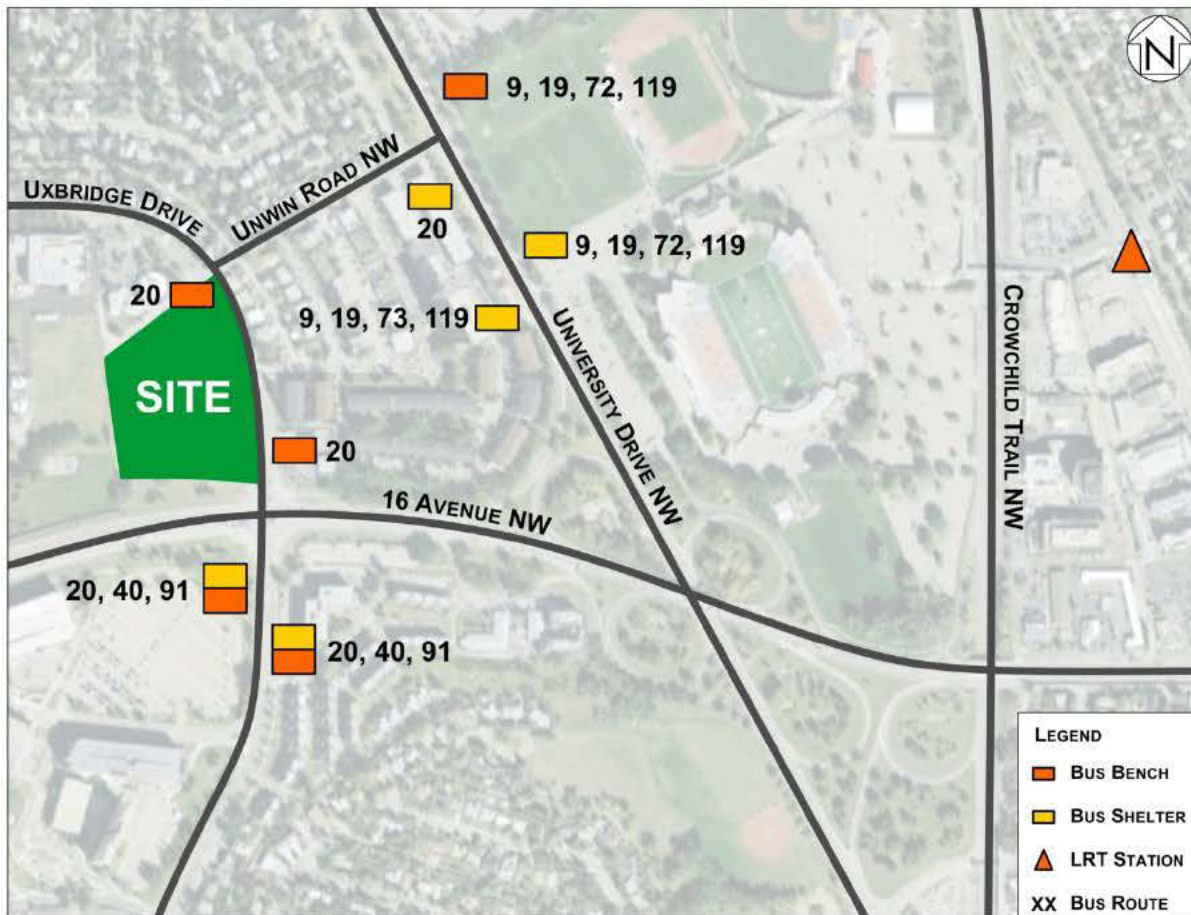 N
9, 19, 72, 119
UNWIN ROAD NW
UXBRIDGE DRIVE
20
9, 19, 72, 119
20
9, 19, 73, 119
SITE
UNIVERSITY DRIVE NW
CROWCHILD TRAIL NW
20
16 AVENUE NW
20, 40, 91
20, 40, 91
LEGEND
BUS BENCH
BUS SHELTER
LRT STATION
XX BUS ROUTE